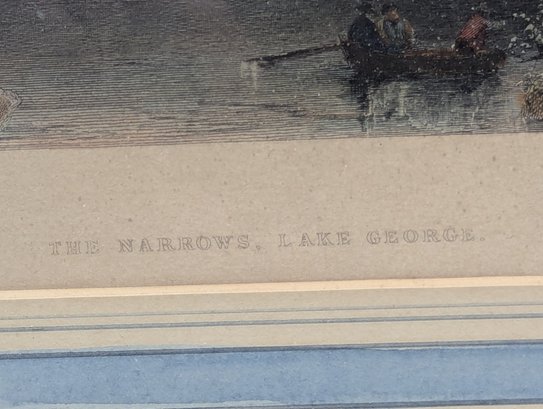 THE NARROWS, LAKE GEORGE.